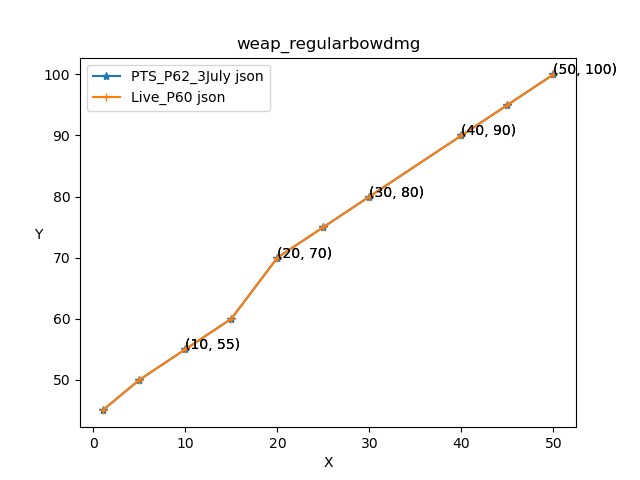 weap_regularbowdmg
PTS_P62_3July json
Live_P60 json
(50, 100)
(40, 90)
(30, 80)
(20, 70)
(10, 55)
100
90
80
70
60
50
Y
0 10 20 30 40 50
X